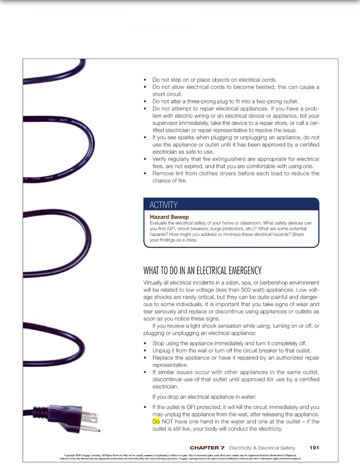 • Do not step on or place objects on electrical cords.
• Do not allow electrical cords to become twisted; this can cause a
short circuit.
• Do not alter a three-prong plug to fit into a two-prong outlet.
• Do not attempt to repair electrical appliances. If you have a prob-
lem with electric wiring or an electrical device or appliance, tell your
supervisor immediately, take the device to a repair store, or call a cer-
tified electrician or repair representative to resolve the issue.
• If you see sparks when plugging or unplugging an appliance, do not
use the appliance or outlet until it has been approved by a certified
electrician as safe to use.
• Verify regularly that fire extinguishers are appropriate for electrical
fires, are not expired, and that you are comfortable with using one.
• Remove lint from clothes dryers before each load to reduce the
chance of fire.
ACTIVITY
Hazard Sweep
Evaluate the electrical safety of your home or classroom. What safety devices can
you find (GFI, circuit breakers, surge protectors, etc.)? What are some potential
hazards? How might you address or minimize these electrical hazards? Share
your findings as a class.
WHAT TO DO IN AN ELECTRICAL EMERGENCY
Virtually all electrical incidents in a salon, spa, or barbershop environment
will be related to low voltage (less than 500 watt) appliances. Low volt-
age shocks are rarely critical, but they can be quite painful and danger-
ous to some individuals. It is important that you take signs of wear and
tear seriously and replace or discontinue using appliances or outlets as
soon as you notice these signs.
If you receive a light shock sensation while using, turning on or off, or
plugging or unplugging an electrical appliance:
• Stop using the appliance immediately and turn it completely off.
• Unplug it from the wall or turn off the circuit breaker to that outlet.
• Replace the appliance or have it repaired by an authorized repair
representative.
• If similar issues occur with other appliances in the same outlet,
discontinue use of that outlet until approved for use by a certified
electrician.
If you drop an electrical appliance in water:
• If the outlet is GFI protected, it will kill the circuit immediately and you
may unplug the appliance from the wall, after releasing the appliance.
Do NOT have one hand in the water and one at the outlet – if the
outlet is still live, your body will conduct the electricity.
CHAPTER 7 Electricity & Electrical Safety 191